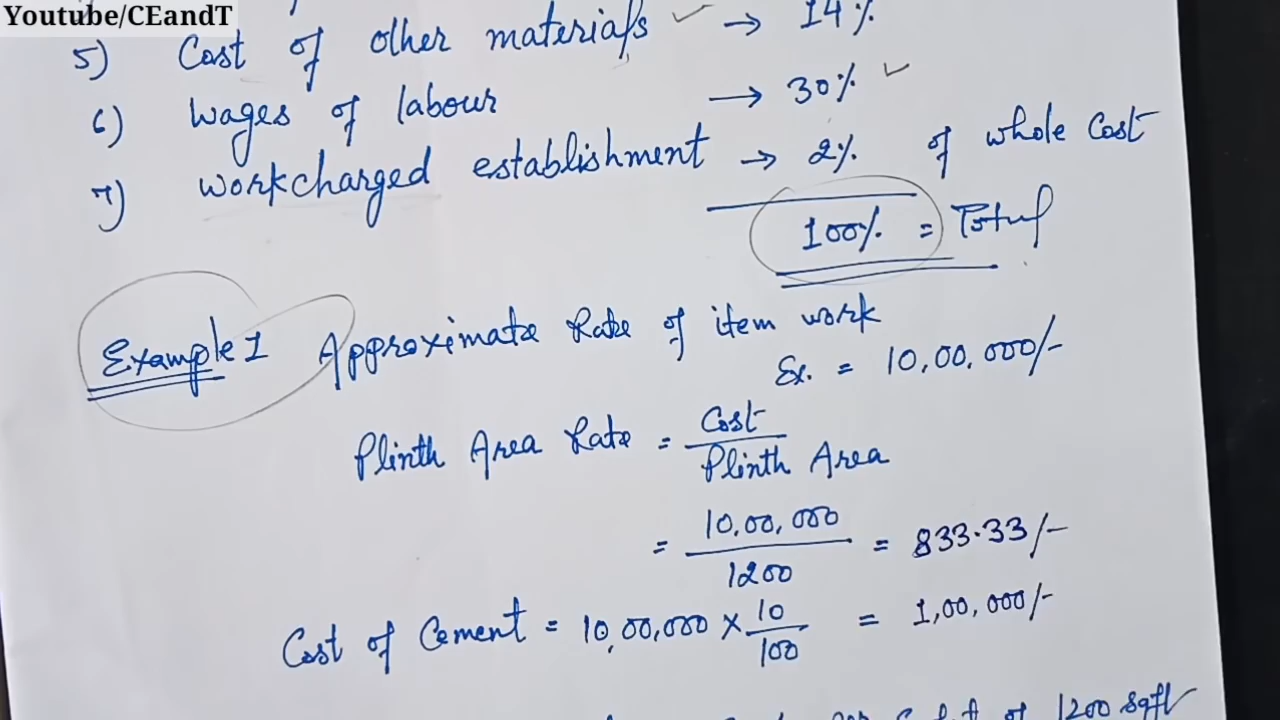 Youtube/CEandT
5) Cost of other materials → 14%
6) Wages of labour → 30%
7) workcharged establishment → 2% of whole Cost
100% = Total
Example 1 Approximate Rate of item work
Ex. = 10,00,000/-
Plinth Area Rate = Cost / Plinth Area
= 10,00,000 / 1200 = 833.33/-
Cost of Cement = 10,00,000 × 10/100 = 1,00,000/-
of 1200 sqft